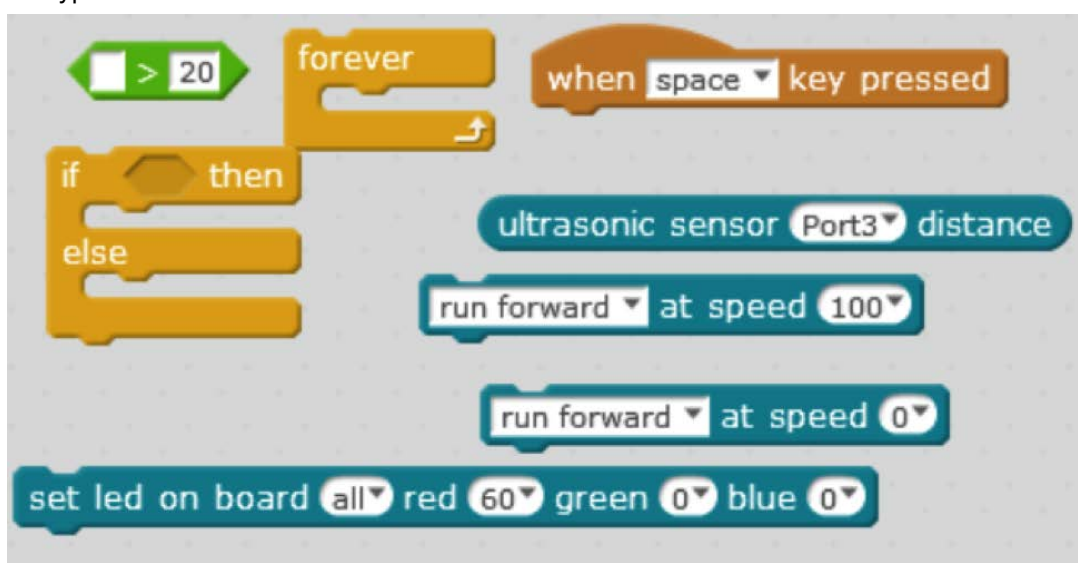 > 20
forever
when space key pressed
if then
else
ultrasonic sensor Port3 distance
run forward at speed 100
run forward at speed 0
set led on board all red 60 green 0 blue 0